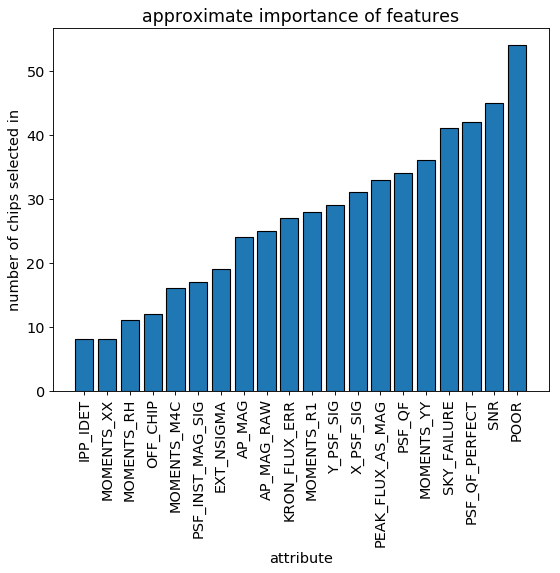 approximate importance of features
number of chips selected in
50
40
30
20
10
0
IPP_IDET
MOMENTS_XX
MOMENTS_RH
OFF_CHIP
MOMENTS_M4C
PSF_INST_MAG_SIG
EXT_NSIGMA
AP_MAG
AP_MAG_RAW
KRON_FLUX_ERR
MOMENTS_R1
Y_PSF_SIG
X_PSF_SIG
PEAK_FLUX_AS_MAG
PSF_QF
MOMENTS_YY
SKY_FAILURE
PSF_QF_PERFECT
SNR
POOR
attribute